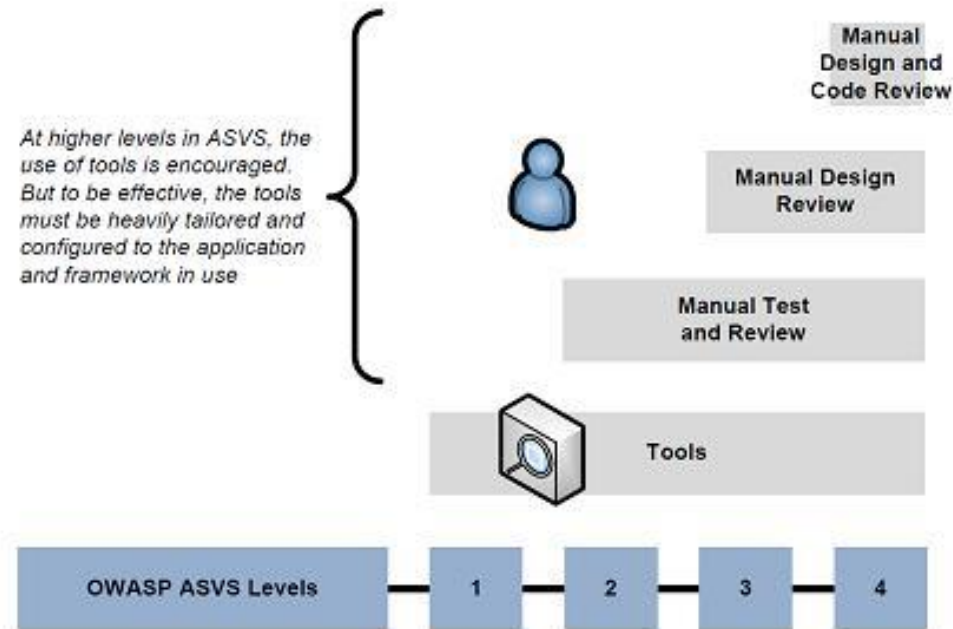 Manual
Design and
Code Review
At higher levels in ASVS, the
use of tools is encouraged.
But to be effective, the tools
must be heavily tailored and
configured to the application
and framework in use
Manual Design
Review
Manual Test
and Review
Tools
OWASP ASVS Levels
1
2
3
4